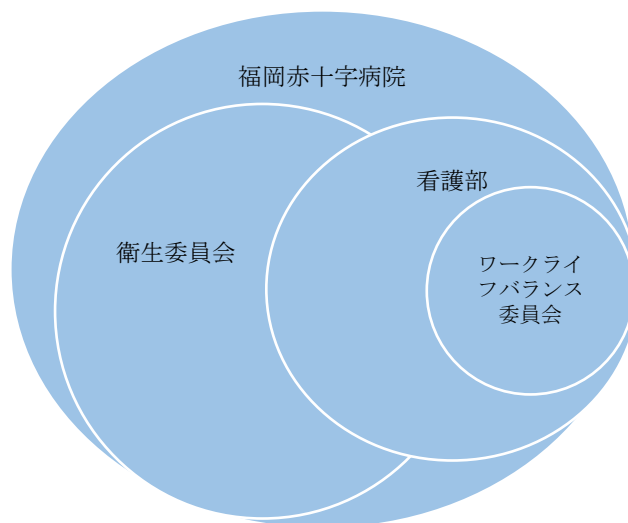 福岡赤十字病院
看護部
衛生委員会
ワークライ
フバランス
委員会